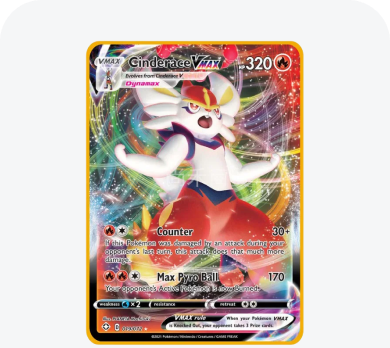 VMAX
Cinderace VMAX
HP 320
Evolves from Cinderace V
Dynamax
Counter 30+
If this Pokémon was damaged by an attack during your
opponent's last turn, this attack does that much more
damage.
Max Pyro Ball 170
Your opponent's Active Pokémon is now Burned.
weakness ×2 resistance retreat
VMAX rule When your Pokémon VMAX
is Knocked Out, your opponent takes 3 Prize cards.
©2021 Pokémon / Nintendo / Creatures / GAME FREAK